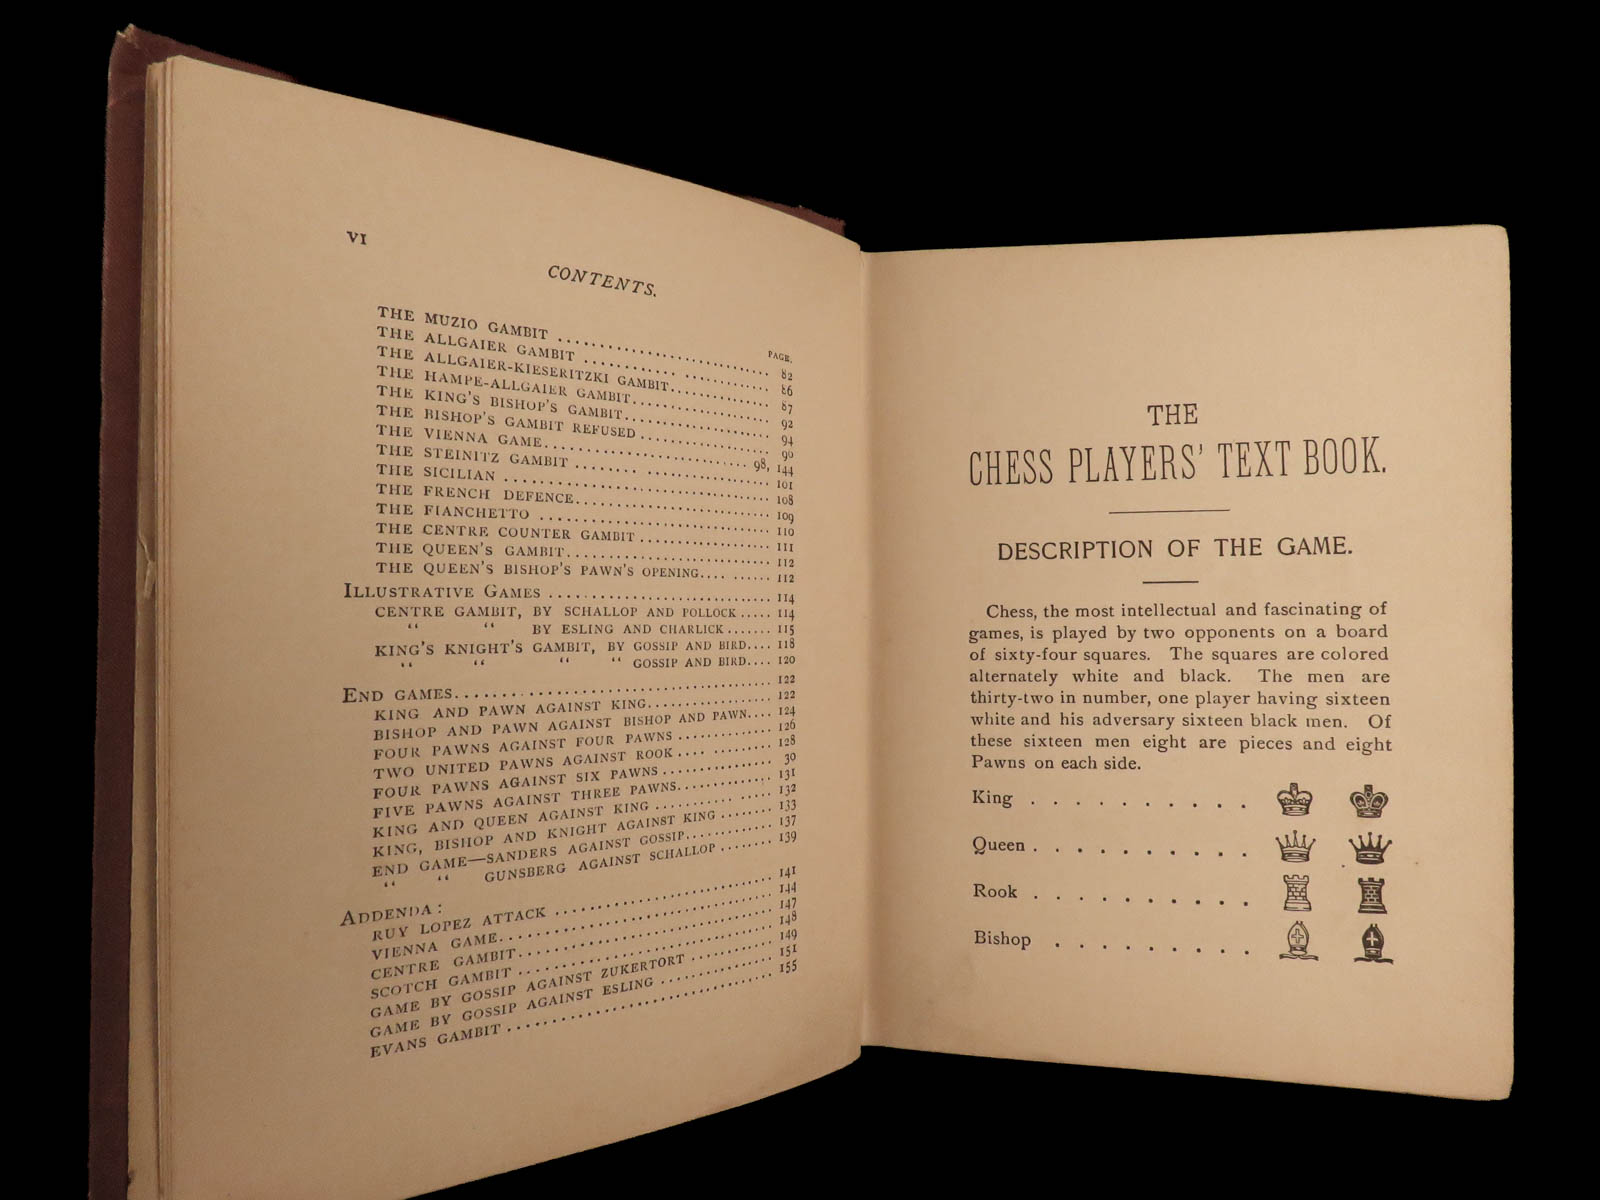 VI
CONTENTS.
PAGE.
THE MUZIO GAMBIT 82
THE ALLGAIER GAMBIT 86
THE ALLGAIER-KIESERITZKI GAMBIT 87
THE HAMPE-ALLGAIER GAMBIT 92
THE KING'S BISHOP'S GAMBIT 94
THE BISHOP'S GAMBIT REFUSED 96
THE VIENNA GAME 98, 144
THE STEINITZ GAMBIT 101
THE SICILIAN 108
THE FRENCH DEFENCE 109
THE FIANCHETTO 110
THE CENTRE COUNTER GAMBIT 111
THE QUEEN'S GAMBIT 112
THE QUEEN'S BISHOP'S PAWN'S OPENING 112
ILLUSTRATIVE GAMES 114
CENTRE GAMBIT, BY SCHALLOP AND POLLOCK 114
“ “ BY ESLING AND CHARLICK 115
KING'S KNIGHT'S GAMBIT, BY GOSSIP AND BIRD 118
“ “ “ “ GOSSIP AND BIRD 120
END GAMES 122
KING AND PAWN AGAINST KING 122
BISHOP AND PAWN AGAINST BISHOP AND PAWN 124
FOUR PAWNS AGAINST FOUR PAWNS 126
TWO UNITED PAWNS AGAINST ROOK 128
FOUR PAWNS AGAINST SIX PAWNS 30
FIVE PAWNS AGAINST THREE PAWNS 131
KING AND QUEEN AGAINST KING 132
KING, BISHOP AND KNIGHT AGAINST KING 133
END GAME—SANDERS AGAINST GOSSIP 137
“ “ GUNSBERG AGAINST SCHALLOP 139
ADDENDA:
RUY LOPEZ ATTACK 141
VIENNA GAME 144
CENTRE GAMBIT 147
SCOTCH GAMBIT 148
GAME BY GOSSIP AGAINST ZUKERTORT 149
GAME BY GOSSIP AGAINST ESLING 151
EVANS GAMBIT 155
THE
CHESS PLAYERS' TEXT BOOK.
DESCRIPTION OF THE GAME.
Chess, the most intellectual and fascinating of
games, is played by two opponents on a board
of sixty-four squares. The squares are colored
alternately white and black. The men are
thirty-two in number, one player having sixteen
white and his adversary sixteen black men. Of
these sixteen men eight are pieces and eight
Pawns on each side.
King
Queen
Rook
Bishop